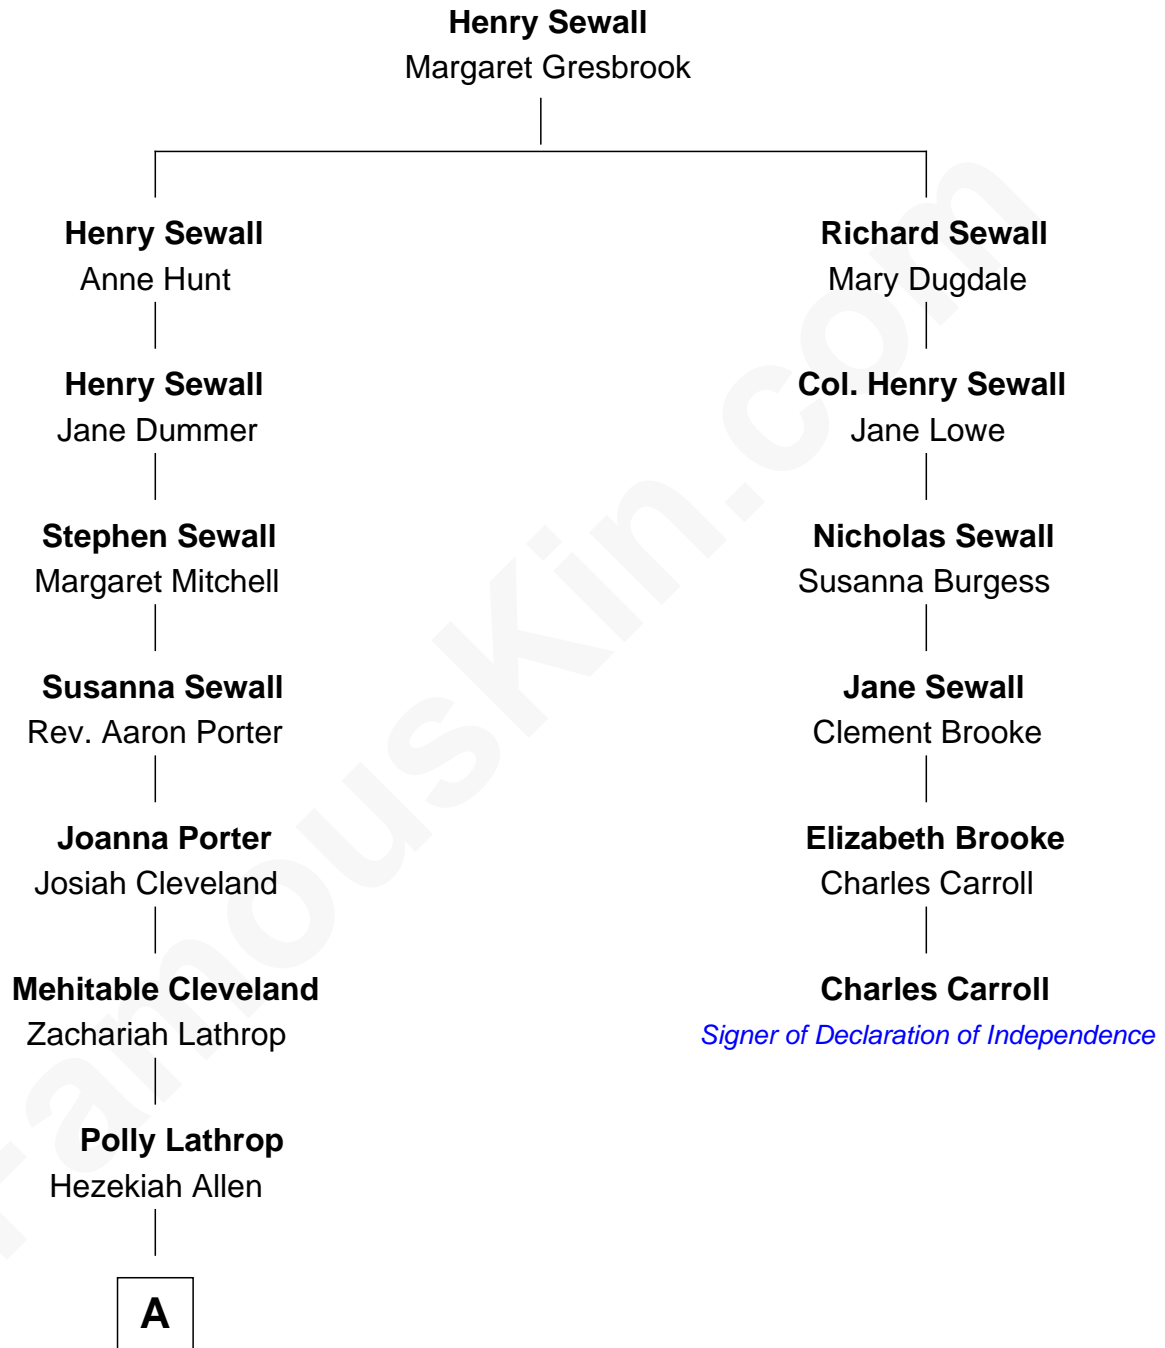 Henry Sewall
Margaret Gresbrook
Henry Sewall
Anne Hunt
Richard Sewall
Mary Dugdale
Henry Sewall
Jane Dummer
Col. Henry Sewall
Jane Lowe
Stephen Sewall
Margaret Mitchell
Nicholas Sewall
Susanna Burgess
Susanna Sewall
Rev. Aaron Porter
Jane Sewall
Clement Brooke
Joanna Porter
Josiah Cleveland
Elizabeth Brooke
Charles Carroll
Mehitable Cleveland
Zachariah Lathrop
Charles Carroll
Signer of Declaration of Independence
Polly Lathrop
Hezekiah Allen
A
FamousKin.com